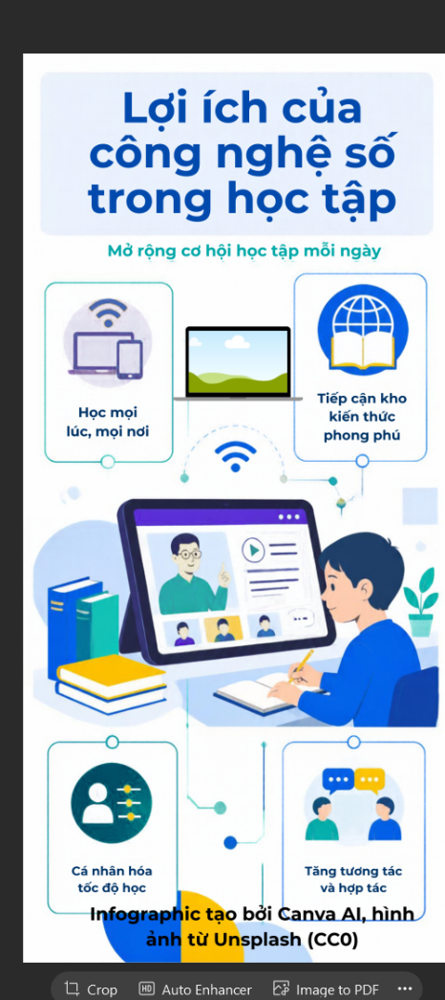 Lợi ích của
công nghệ số
trong học tập
Mở rộng cơ hội học tập mỗi ngày
Học mọi
lúc, mọi nơi
Tiếp cận kho
kiến thức
phong phú
Cá nhân hóa
tốc độ học
Tăng tương tác
và hợp tác
Infographic tạo bởi Canva AI, hình
ảnh từ Unsplash (CC0)
Crop
HD Auto Enhancer
Image to PDF